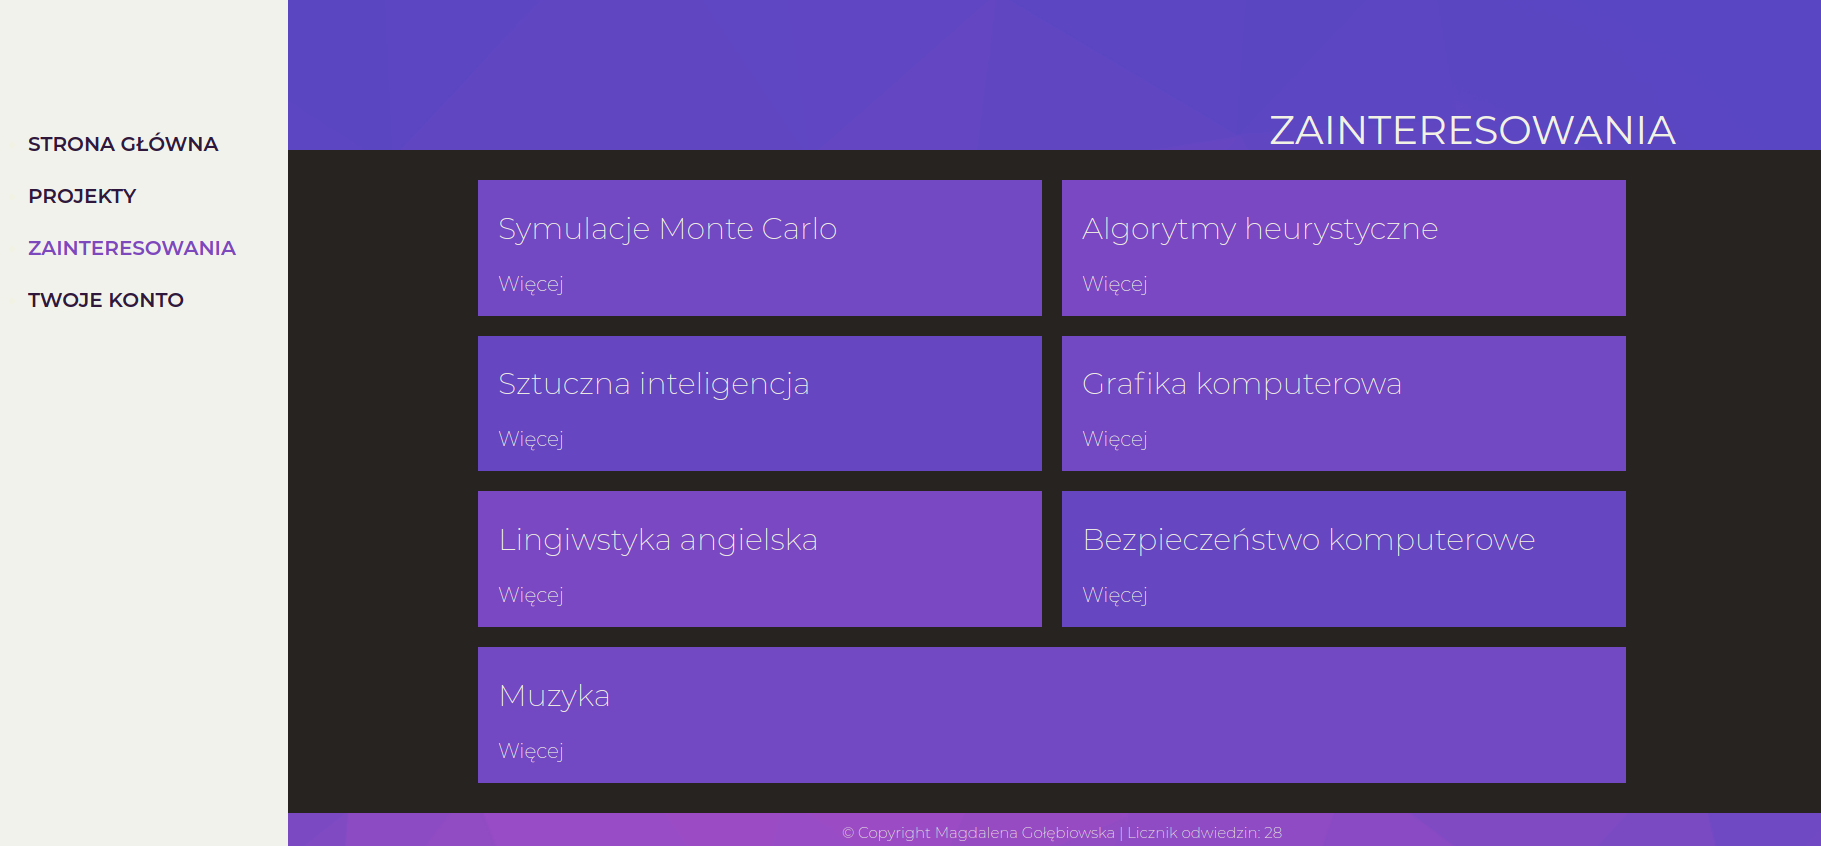 STRONA GŁÓWNA
PROJEKTY
ZAINTERESOWANIA
TWOJE KONTO
ZAINTERESOWANIA
Symulacje Monte Carlo
Więcej
Algorytmy heurystyczne
Więcej
Sztuczna inteligencja
Więcej
Grafika komputerowa
Więcej
Lingiwstyka angielska
Więcej
Bezpieczeństwo komputerowe
Więcej
Muzyka
Więcej
© Copyright Magdalena Gołębiowska | Licznik odwiedzin: 28